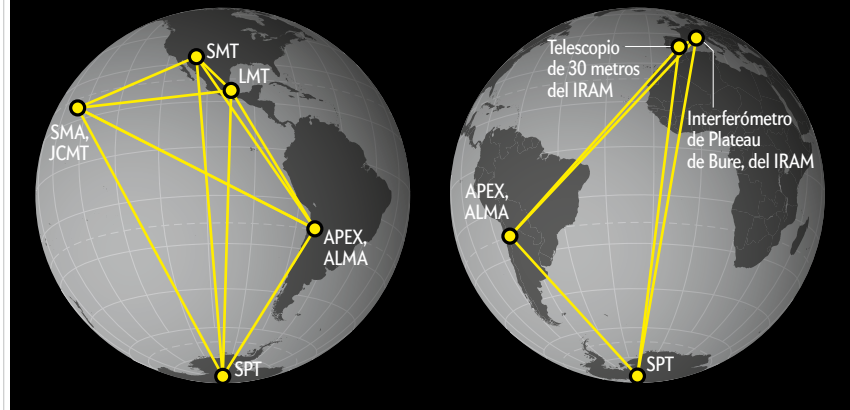 SMT
LMT
SMA,
JCMT
APEX,
ALMA
SPT
Telescopio
de 30 metros
del IRAM
Interferómetro
de Plateau
de Bure, del IRAM
APEX,
ALMA
SPT